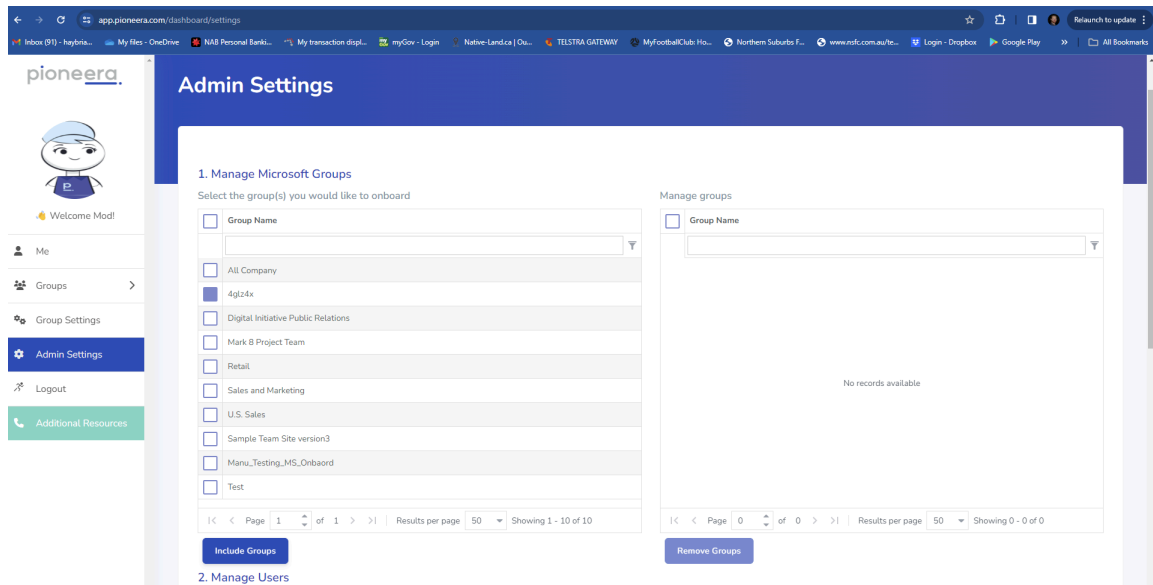 app.pioneera.com/dashboard/settings
Relaunch to update
Inbox (91) - haybria... My files - OneDrive NAB Personal Banki... My transaction displ... myGov - Login Native-Land.ca | Ou... TELSTRA GATEWAY MyFootballClub: Ho... Northern Suburbs F... www.nsfc.com.au/te... Login - Dropbox Google Play » All Bookmarks
pioneera.
P.
Welcome Mod!
Me
Groups
Group Settings
Admin Settings
Logout
Additional Resources
Admin Settings
1. Manage Microsoft Groups
Select the group(s) you would like to onboard
Group Name
All Company
4glz4x
Digital Initiative Public Relations
Mark 8 Project Team
Retail
Sales and Marketing
U.S. Sales
Sample Team Site version3
Manu_Testing_MS_Onbaord
Test
Page 1 of 1 Results per page 50 Showing 1 - 10 of 10
Include Groups
Manage groups
Group Name
No records available
Page 0 of 0 Results per page 50 Showing 0 - 0 of 0
Remove Groups
2. Manage Users